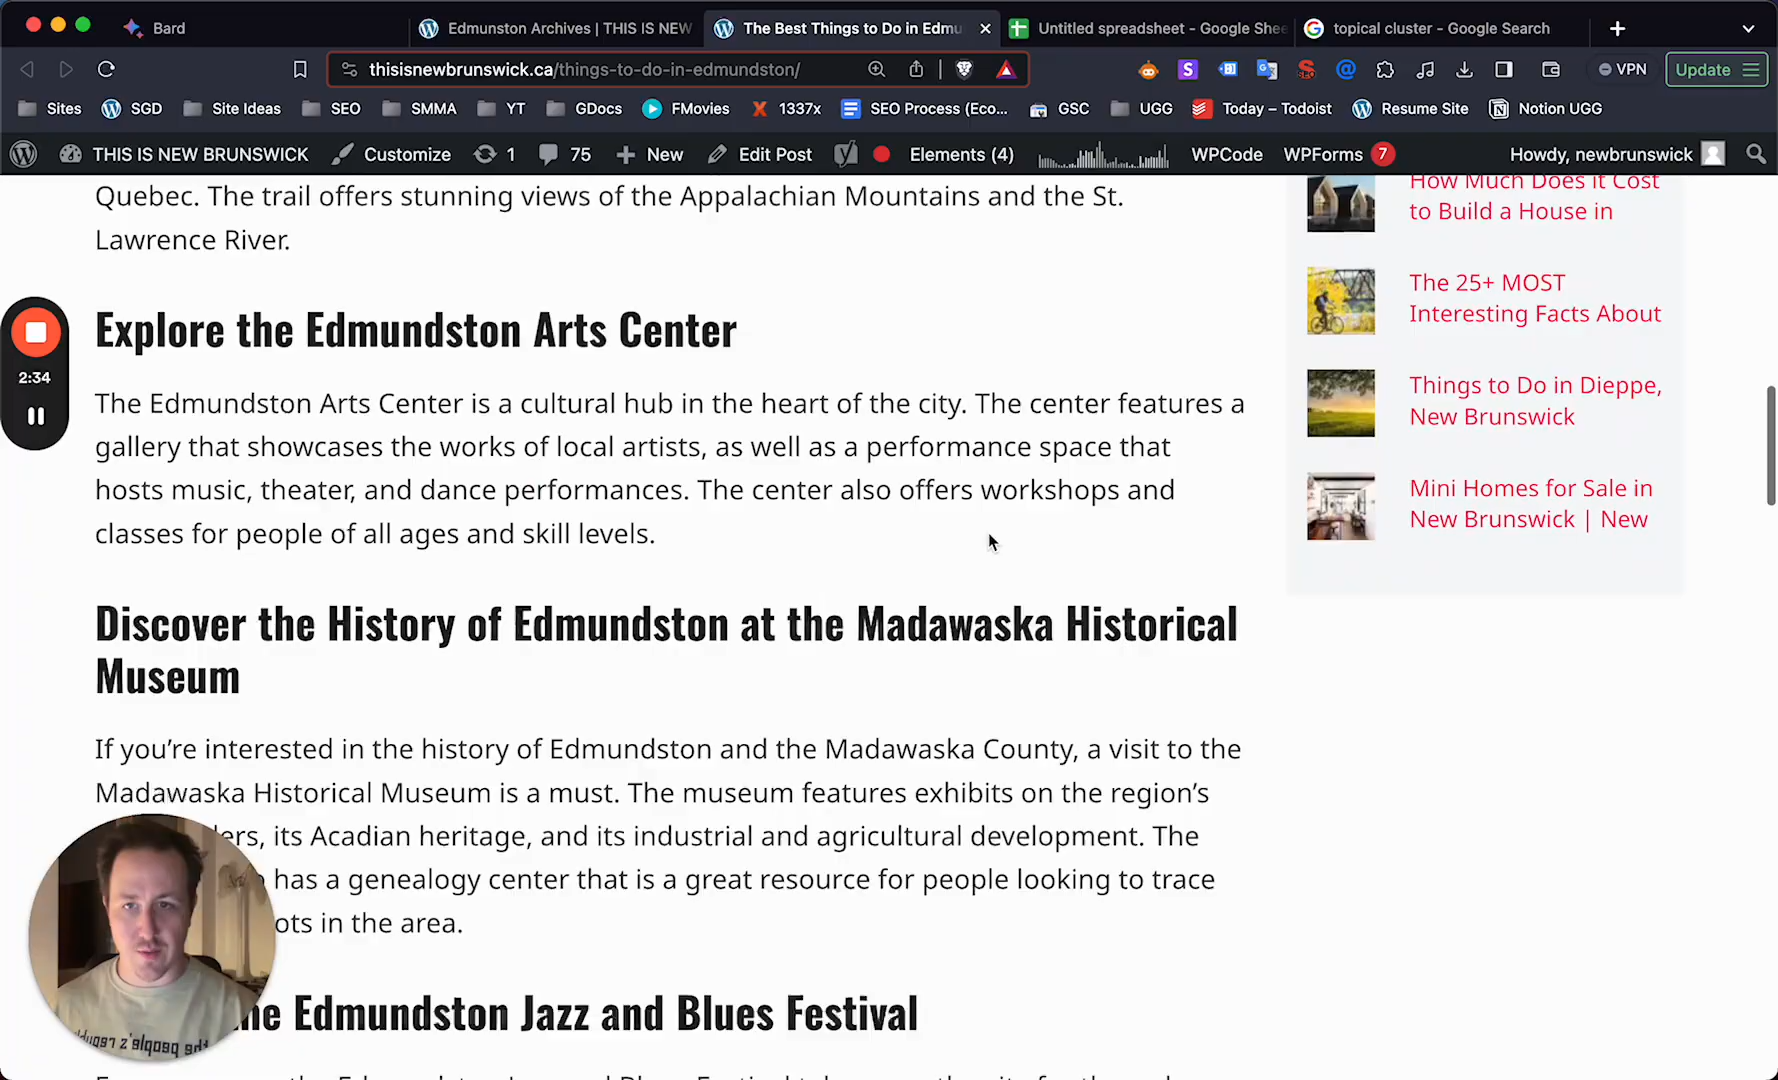 Bard
Edmunston Archives | THIS IS NEW
The Best Things to Do in Edmu
Untitled spreadsheet - Google Shee
topical cluster - Google Search
thisisnewbrunswick.ca/things-to-do-in-edmundston/
VPN
Update
Sites
SGD
Site Ideas
SEO
SMMA
YT
GDocs
FMovies
1337x
SEO Process (Eco...
GSC
UGG
Today – Todoist
Resume Site
Notion UGG
THIS IS NEW BRUNSWICK
Customize
1
75
New
Edit Post
Elements (4)
WPCode
WPForms 7
Howdy, newbrunswick
Quebec. The trail offers stunning views of the Appalachian Mountains and the St.
Lawrence River.
2:34
Explore the Edmundston Arts Center
The Edmundston Arts Center is a cultural hub in the heart of the city. The center features a
gallery that showcases the works of local artists, as well as a performance space that
hosts music, theater, and dance performances. The center also offers workshops and
classes for people of all ages and skill levels.
Discover the History of Edmundston at the Madawaska Historical
Museum
If you’re interested in the history of Edmundston and the Madawaska County, a visit to the
Madawaska Historical Museum is a must. The museum features exhibits on the region’s
ers, its Acadian heritage, and its industrial and agricultural development. The
has a genealogy center that is a great resource for people looking to trace
ots in the area.
he Edmundston Jazz and Blues Festival
How Much Does it Cost
to Build a House in
The 25+ MOST
Interesting Facts About
Things to Do in Dieppe,
New Brunswick
Mini Homes for Sale in
New Brunswick | New